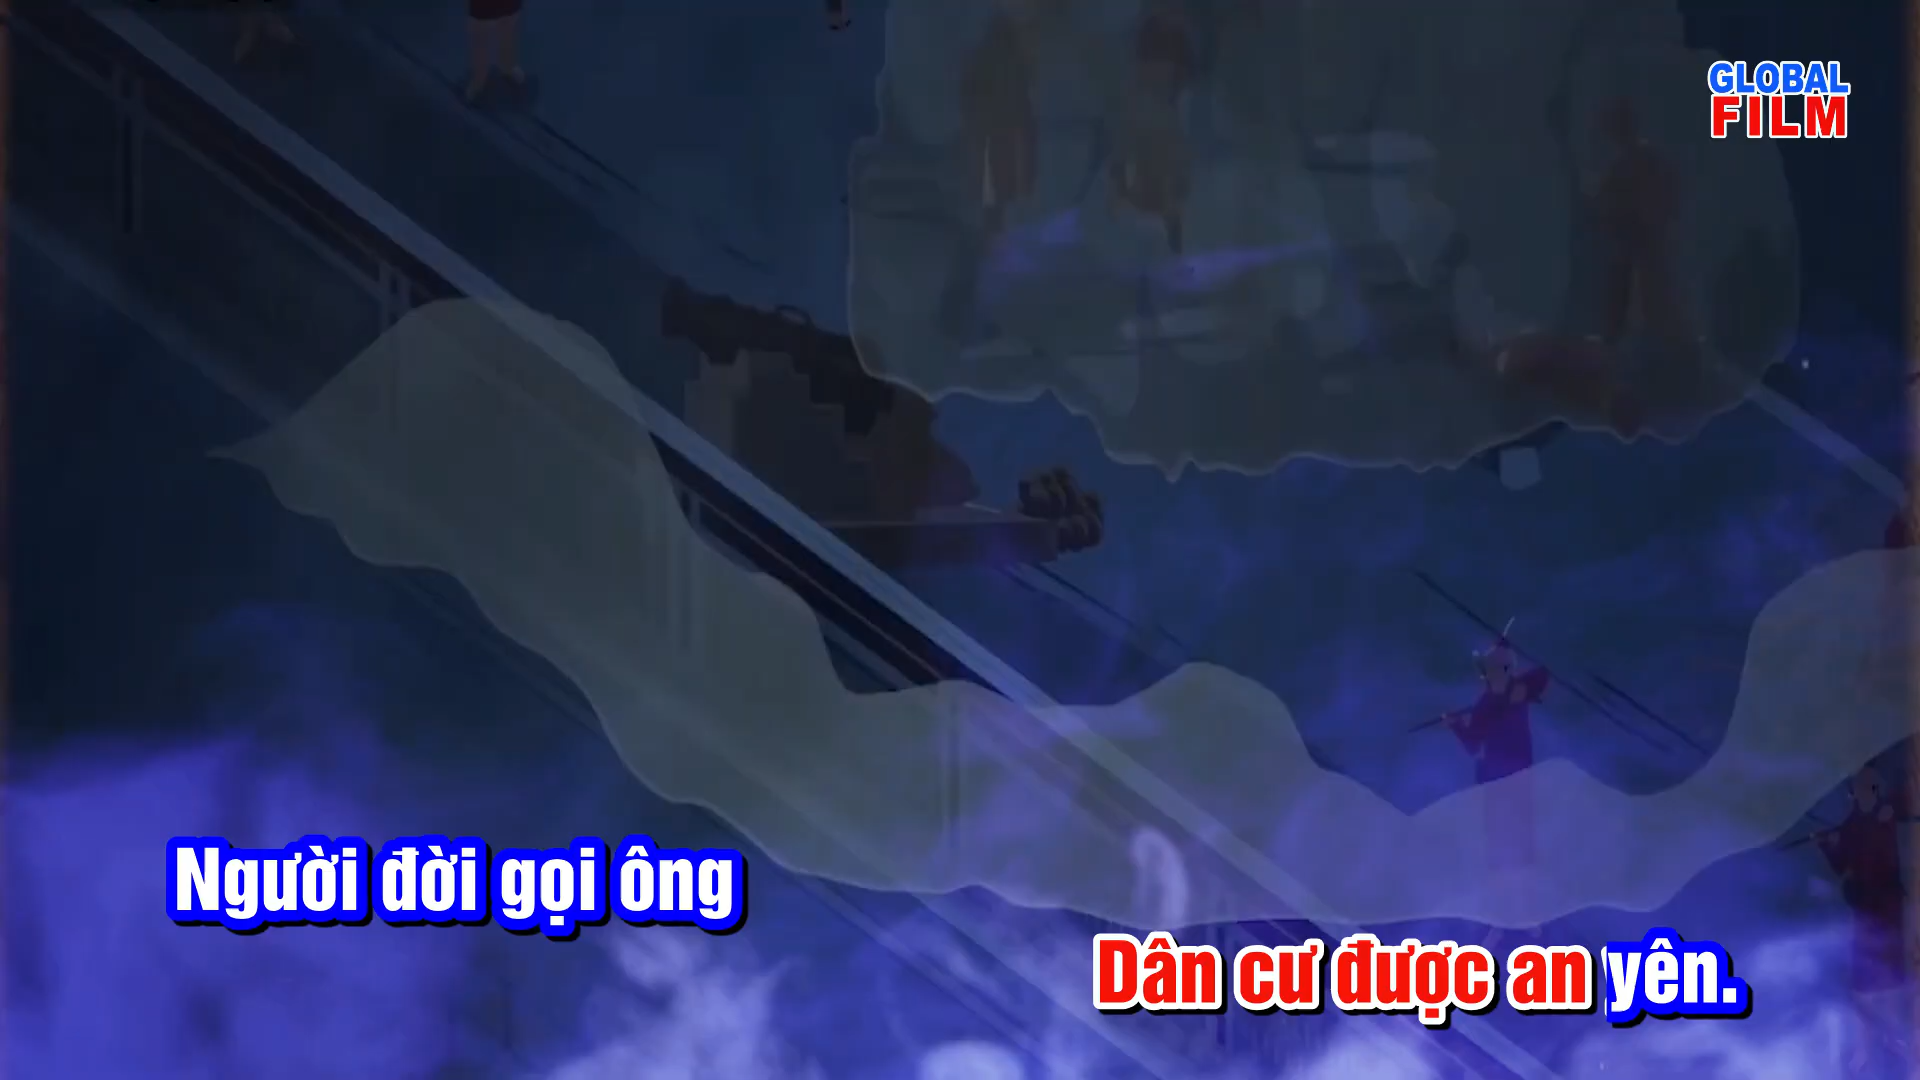 GLOBAL
FILM
Người đời gọi ông
Dân cư được an yên.